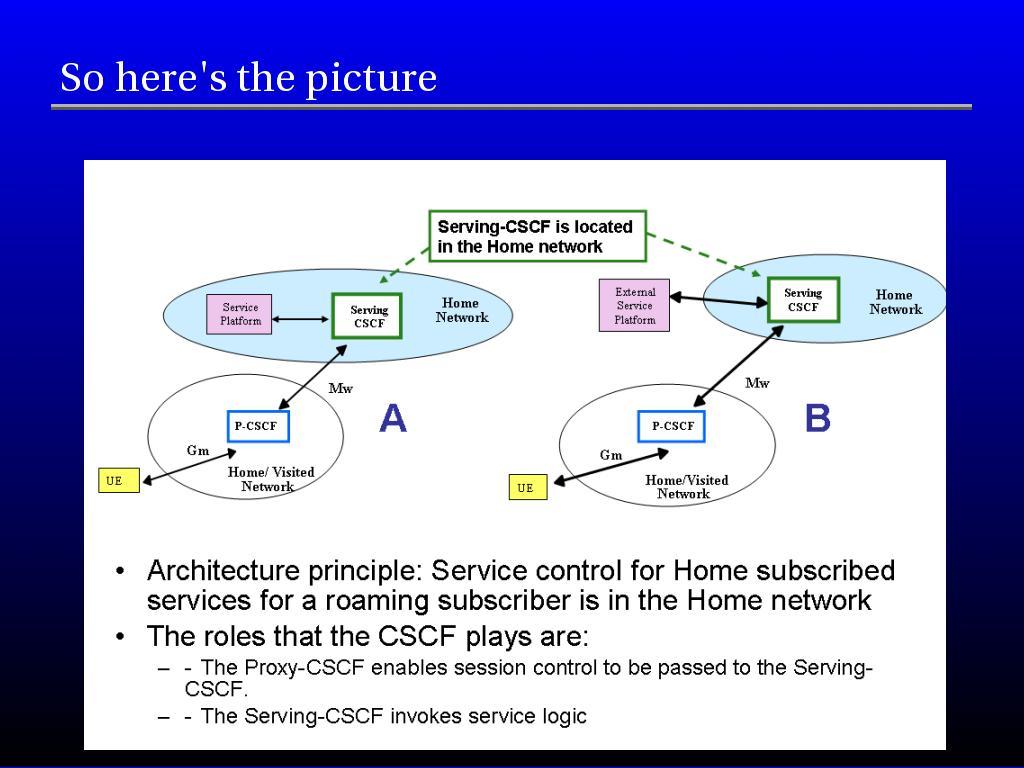 So here's the picture
Serving-CSCF is located
in the Home network
Service
Platform
Serving
CSCF
Home
Network
Mw
A
P-CSCF
Gm
UE
Home/ Visited
Network
External
Service
Platform
Serving
CSCF
Home
Network
Mw
B
P-CSCF
Gm
UE
Home/Visited
Network
• Architecture principle: Service control for Home subscribed
services for a roaming subscriber is in the Home network
• The roles that the CSCF plays are:
– - The Proxy-CSCF enables session control to be passed to the Serving-
CSCF.
– - The Serving-CSCF invokes service logic